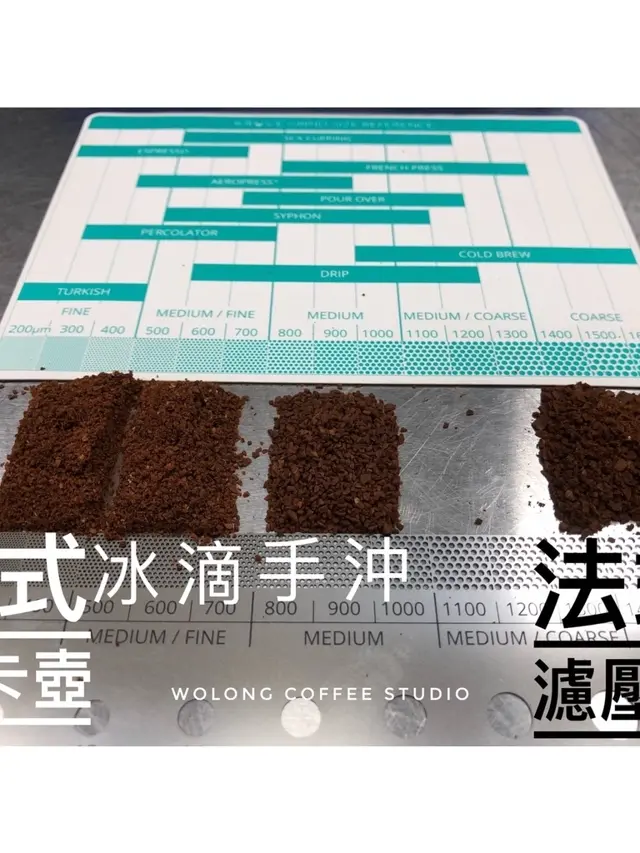 ESPRESSO
FRENCH PRESS
AEROPRESS
POUR OVER
SYPHON
PERCOLATOR
COLD BREW
DRIP
TURKISH
FINE MEDIUM / FINE MEDIUM MEDIUM / COARSE COARSE
200µm 300 400 500 600 700 800 900 1000 1100 1200 1300 1400 1500
式 冰滴手沖 法
500 600 700 800 900 1000 1100
MEDIUM / FINE MEDIUM MEDIUM / COARSE
卡壺 濾壓
WOLONG COFFEE STUDIO